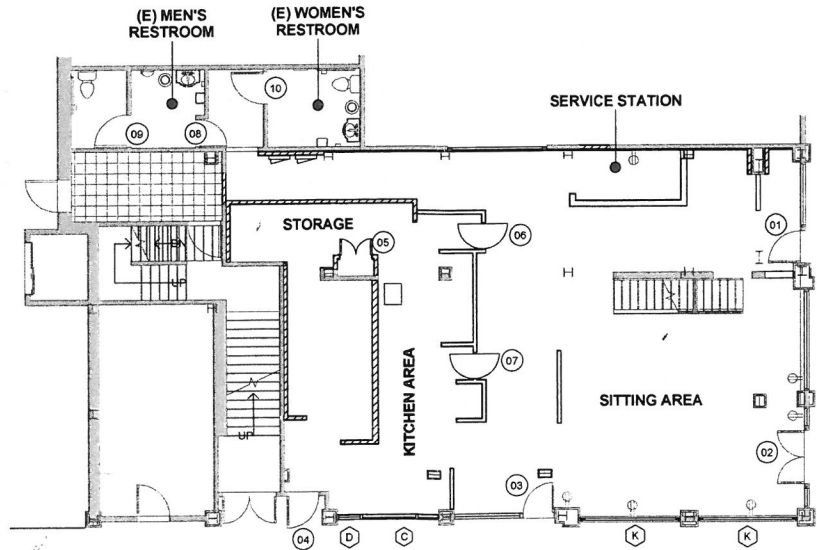 (E) MEN'S
RESTROOM
(E) WOMEN'S
RESTROOM
10
SERVICE STATION
09
08
01
STORAGE
05
06
UP
07
KITCHEN AREA
SITTING AREA
UP
02
03
04
D
C
K
K